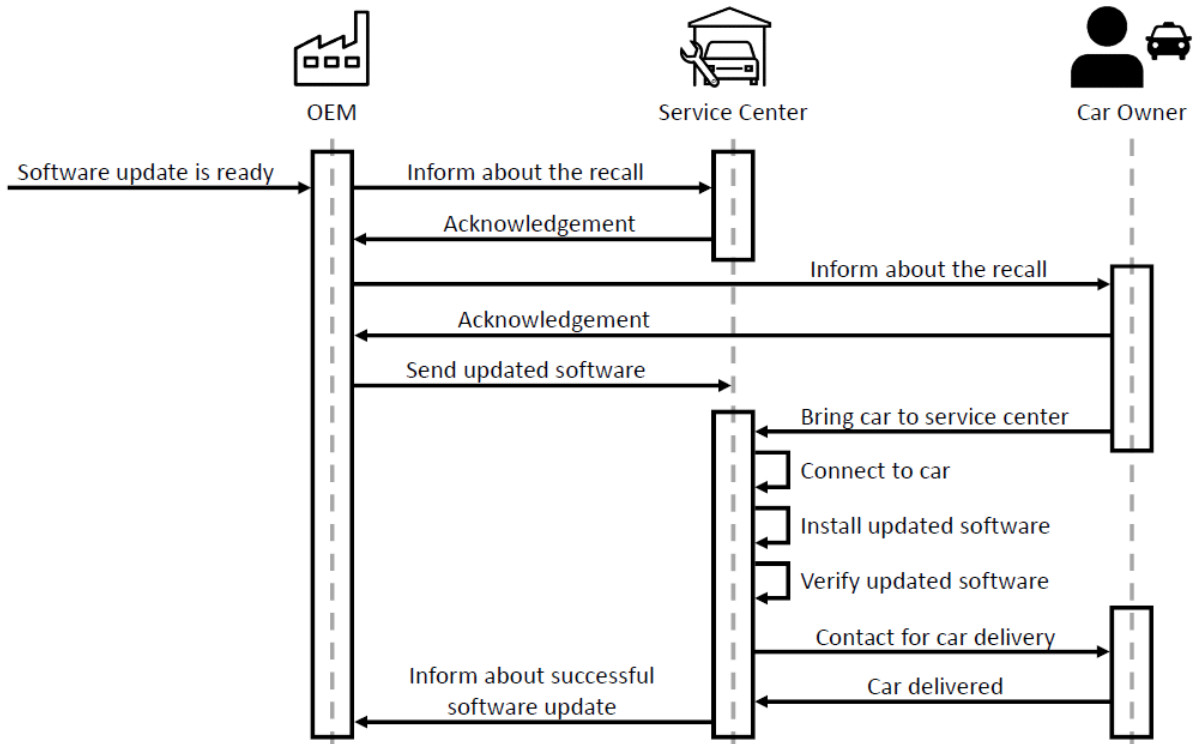 OEM
Service Center
Car Owner
Software update is ready
Inform about the recall
Acknowledgement
Inform about the recall
Acknowledgement
Send updated software
Bring car to service center
Connect to car
Install updated software
Verify updated software
Contact for car delivery
Inform about successful
software update
Car delivered